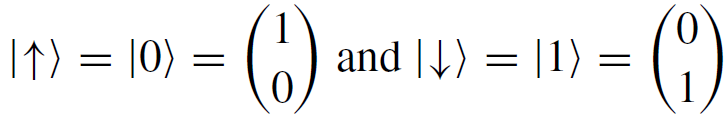 |↑⟩ = |0⟩ = (1 0) and |↓⟩ = |1⟩ = (0 1)